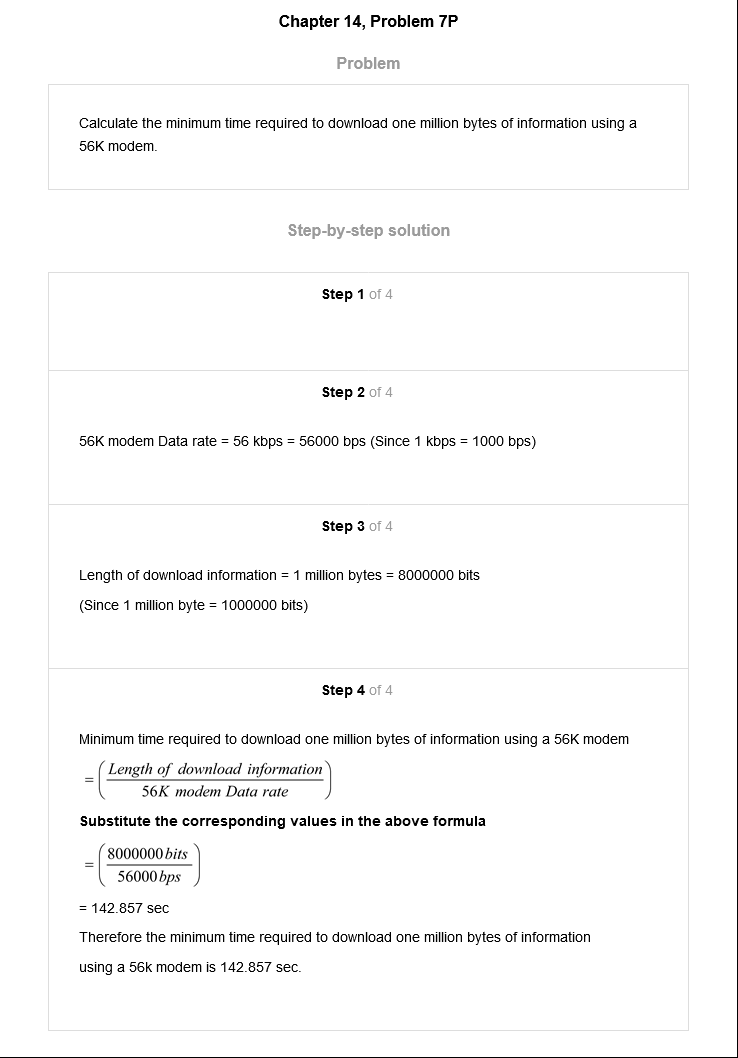 Chapter 14, Problem 7P
Problem
Calculate the minimum time required to download one million bytes of information using a
56K modem.
Step-by-step solution
Step 1 of 4
Step 2 of 4
56K modem Data rate = 56 kbps = 56000 bps (Since 1 kbps = 1000 bps)
Step 3 of 4
Length of download information = 1 million bytes = 8000000 bits
(Since 1 million byte = 1000000 bits)
Step 4 of 4
Minimum time required to download one million bytes of information using a 56K modem
= (Length of download information / 56K modem Data rate)
Substitute the corresponding values in the above formula
= (8000000 bits / 56000 bps)
= 142.857 sec
Therefore the minimum time required to download one million bytes of information
using a 56k modem is 142.857 sec.